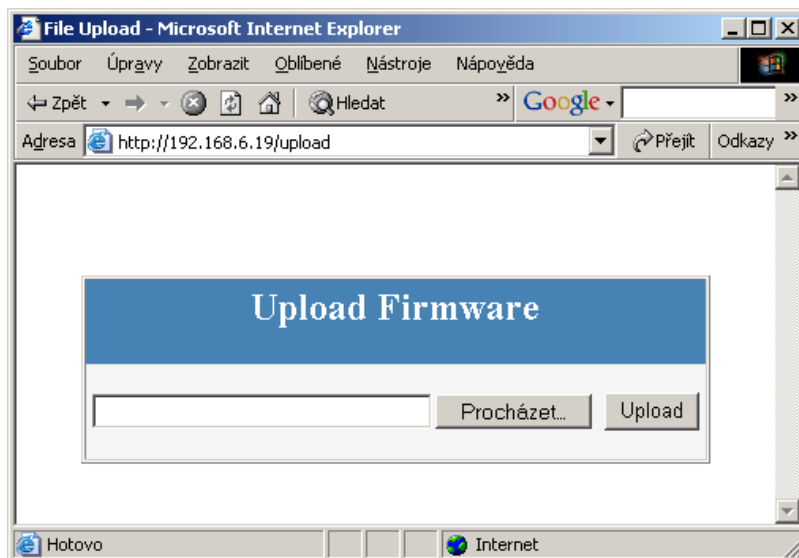 File Upload - Microsoft Internet Explorer
Soubor Úpravy Zobrazit Oblíbené Nástroje Nápověda
Zpět Hledat » Google »
Adresa http://192.168.6.19/upload Přejít Odkazy »
Upload Firmware
Procházet... Upload
Hotovo Internet